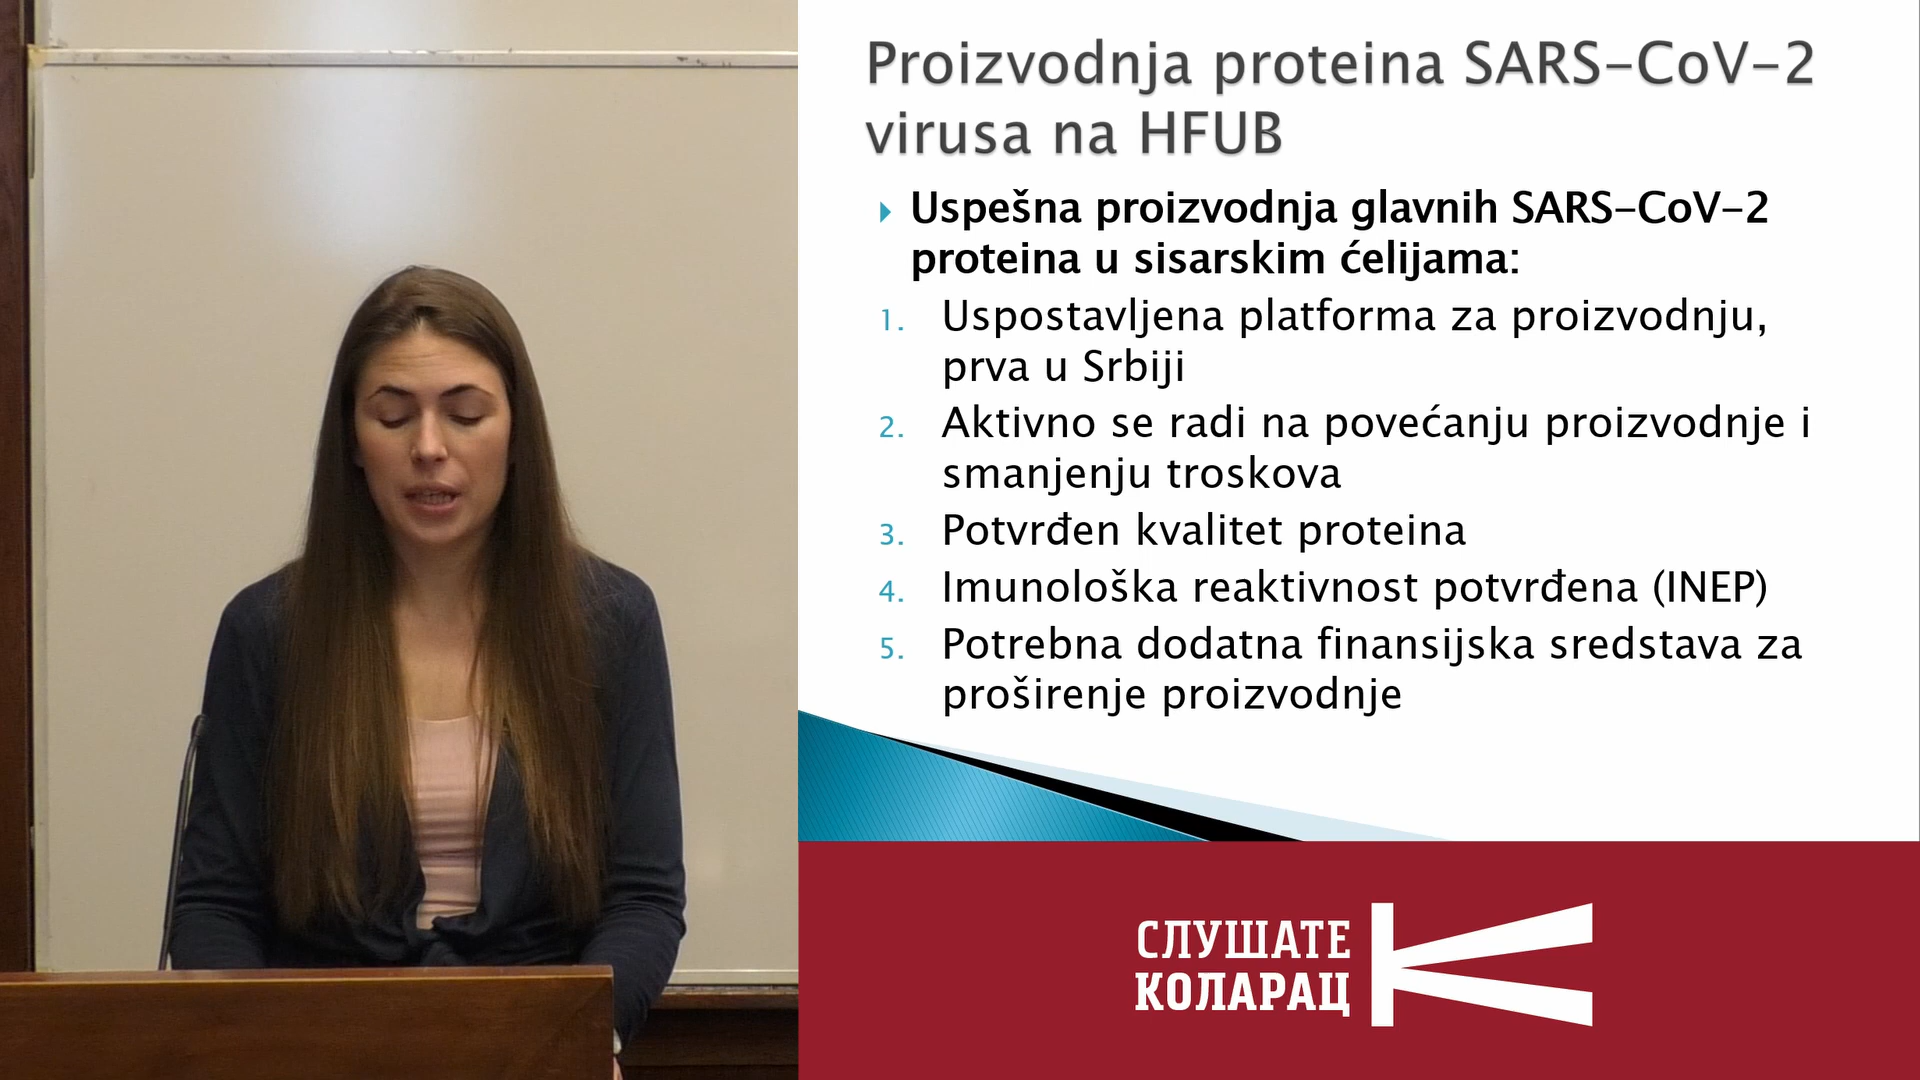 Proizvodnja proteina SARS-CoV-2
virusa na HFUB
Uspešna proizvodnja glavnih SARS-CoV-2
proteina u sisarskim ćelijama:
1. Uspostavljena platforma za proizvodnju,
prva u Srbiji
2. Aktivno se radi na povećanju proizvodnje i
smanjenju troskova
3. Potvrđen kvalitet proteina
4. Imunološka reaktivnost potvrđena (INEP)
5. Potrebna dodatna finansijska sredstava za
proširenje proizvodnje
СЛУШАТЕ
КОЛАРАЦ